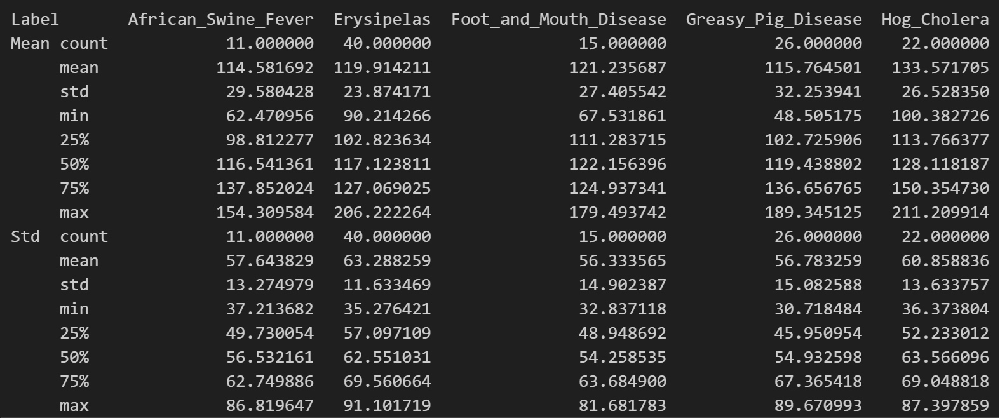 Label African_Swine_Fever Erysipelas Foot_and_Mouth_Disease Greasy_Pig_Disease Hog_Cholera
Mean count 11.000000 40.000000 15.000000 26.000000 22.000000
mean 114.581692 119.914211 121.235687 115.764501 133.571705
std 29.580428 23.874171 27.405542 32.253941 26.528350
min 62.470956 90.214266 67.531861 48.505175 100.382726
25% 98.812277 102.823634 111.283715 102.725906 113.766377
50% 116.541361 117.123811 122.156396 119.438802 128.118187
75% 137.852024 127.069025 124.937341 136.656765 150.354730
max 154.309584 206.222264 179.493742 189.345125 211.209914
Std count 11.000000 40.000000 15.000000 26.000000 22.000000
mean 57.643829 63.288259 56.333565 56.783259 60.858836
std 13.274979 11.633469 14.902387 15.082588 13.633757
min 37.213682 35.276421 32.837118 30.718484 36.373804
25% 49.730054 57.097109 48.948692 45.950954 52.233012
50% 56.532161 62.551031 54.258535 54.932598 63.566096
75% 62.749886 69.560664 63.684900 67.365418 69.048818
max 86.819647 91.101719 81.681783 89.670993 87.397859